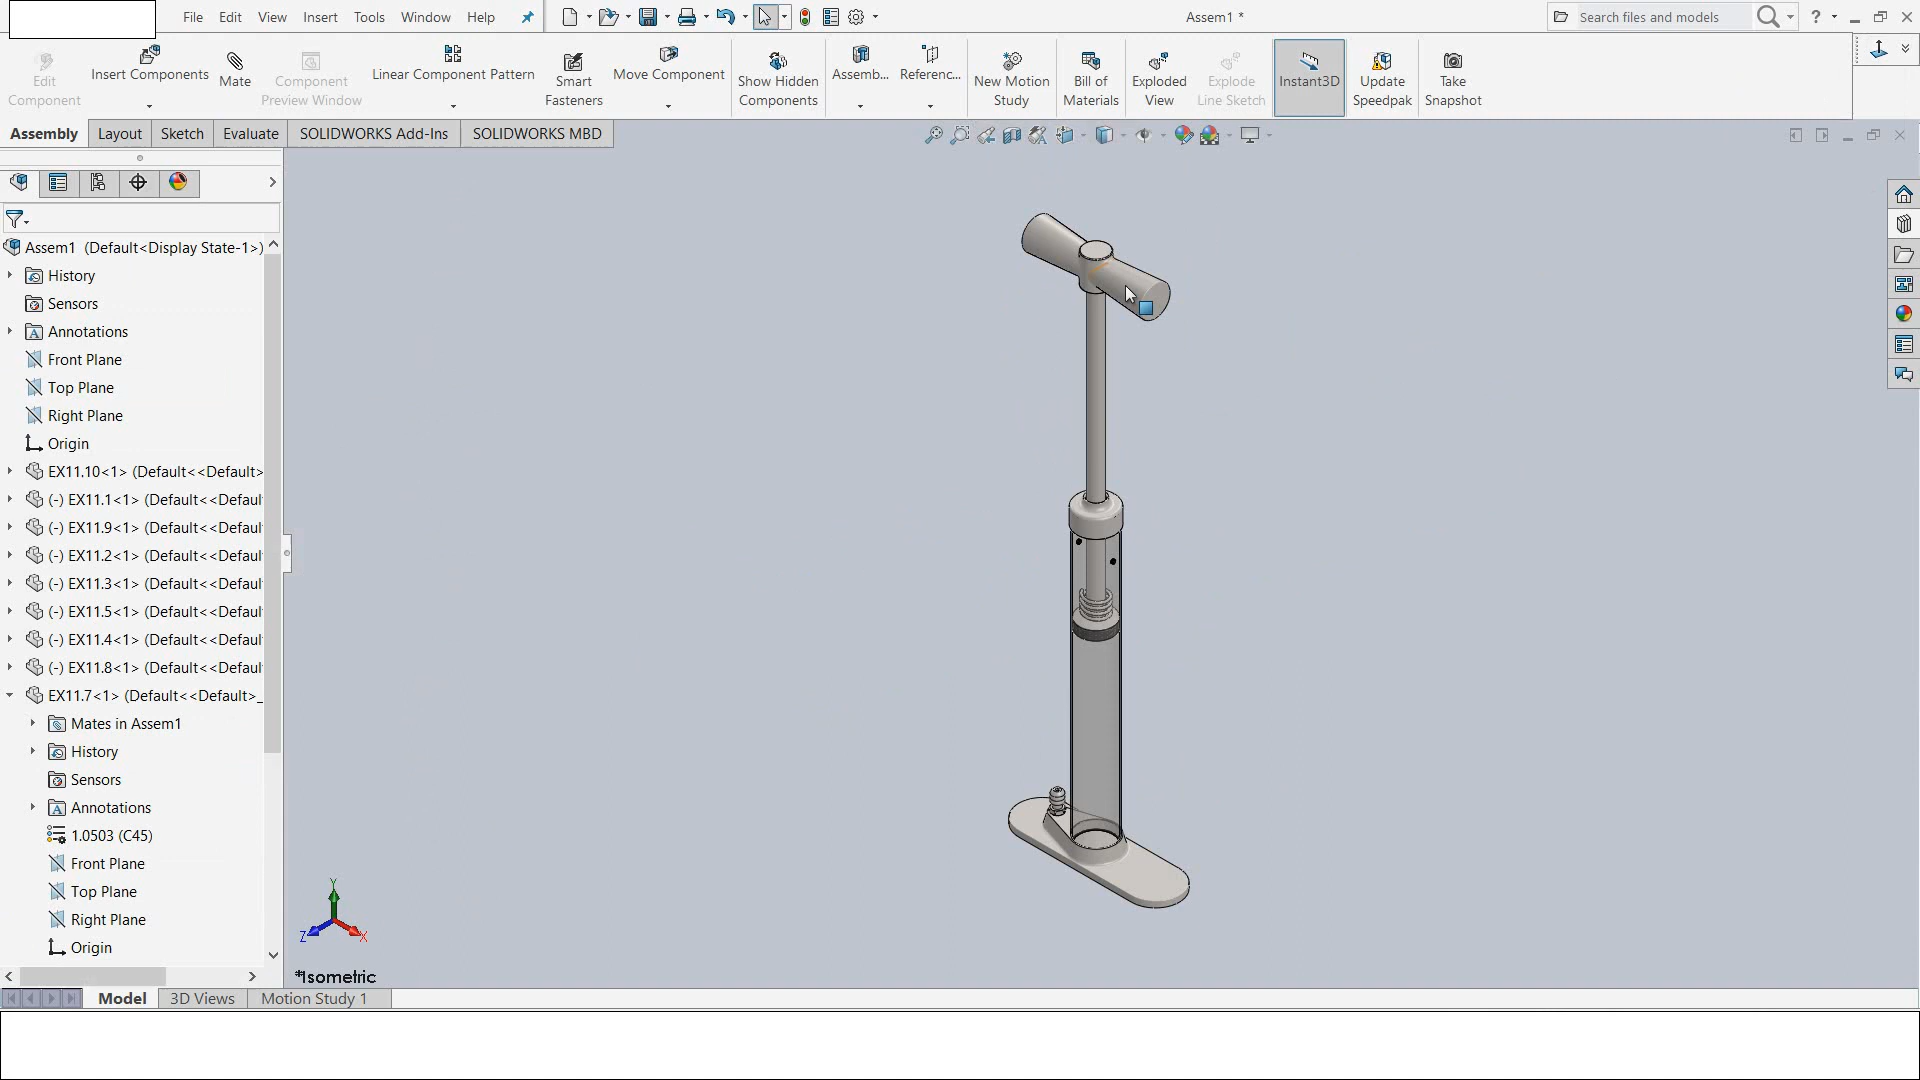 File Edit View Insert Tools Window Help
Assem1 *
Search files and models
?
Edit Component
Insert Components
Mate
Component Preview Window
Linear Component Pattern
Smart Fasteners
Move Component
Show Hidden Components
Assemb...
Referenc...
New Motion Study
Bill of Materials
Exploded View
Explode Line Sketch
Instant3D
Update Speedpak
Take Snapshot
Assembly Layout Sketch Evaluate SOLIDWORKS Add-Ins SOLIDWORKS MBD
Assem1 (Default<Display State-1>)
History
Sensors
Annotations
Front Plane
Top Plane
Right Plane
Origin
EX11.10<1> (Default<<Default>
(-) EX11.1<1> (Default<<Defaul
(-) EX11.9<1> (Default<<Defaul
(-) EX11.2<1> (Default<<Defaul
(-) EX11.3<1> (Default<<Defaul
(-) EX11.5<1> (Default<<Defaul
(-) EX11.4<1> (Default<<Defaul
(-) EX11.8<1> (Default<<Defaul
EX11.7<1> (Default<<Default>_
Mates in Assem1
History
Sensors
Annotations
1.0503 (C45)
Front Plane
Top Plane
Right Plane
Origin
Y
Z X
*Isometric
Model 3D Views Motion Study 1